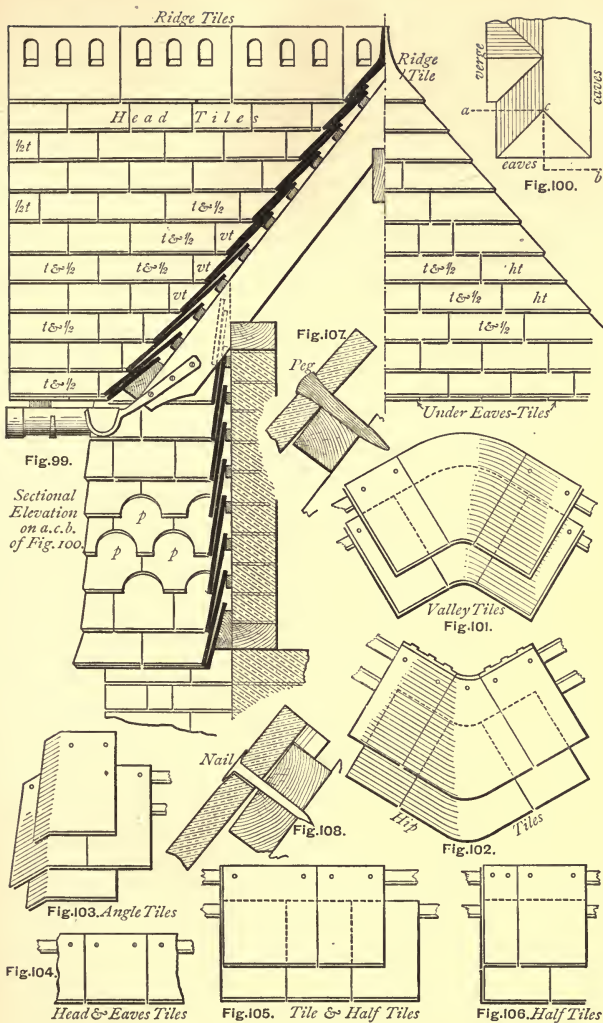 Ridge Tiles
Ridge
Tile
Head Tiles
½t
½t
t&½
vt
t&½
t&½
vt
vt
t&½
t&½
t&½
ht
t&½
ht
t&½
verge
eaves
a
c
eaves
b
Fig.100.
Fig.107.
Peg
Under Eaves-Tiles
Fig.99.
Sectional
Elevation
on a.c.b.
of Fig.100.
p
p
p
Valley Tiles
Fig.101.
Nail
Fig.108.
Hip Tiles
Fig.102.
Fig.103. Angle Tiles
Fig.104.
Head & Eaves Tiles
Fig.105. Tile & Half Tiles
Fig.106. Half Tiles